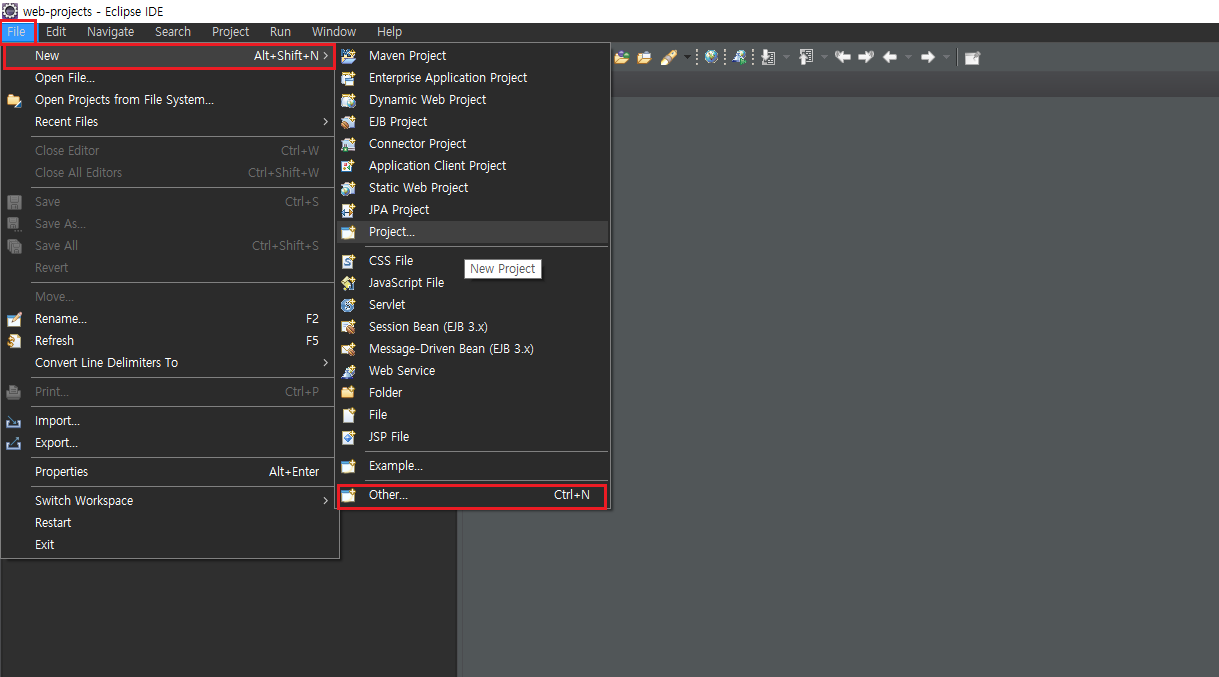 web-projects - Eclipse IDE
File Edit Navigate Search Project Run Window Help
New Alt+Shift+N
Open File...
Open Projects from File System...
Recent Files
Close Editor Ctrl+W
Close All Editors Ctrl+Shift+W
Save Ctrl+S
Save As...
Save All Ctrl+Shift+S
Revert
Move...
Rename... F2
Refresh F5
Convert Line Delimiters To
Print... Ctrl+P
Import...
Export...
Properties Alt+Enter
Switch Workspace
Restart
Exit
Maven Project
Enterprise Application Project
Dynamic Web Project
EJB Project
Connector Project
Application Client Project
Static Web Project
JPA Project
Project...
CSS File
New Project
JavaScript File
Servlet
Session Bean (EJB 3.x)
Message-Driven Bean (EJB 3.x)
Web Service
Folder
File
JSP File
Example...
Other... Ctrl+N